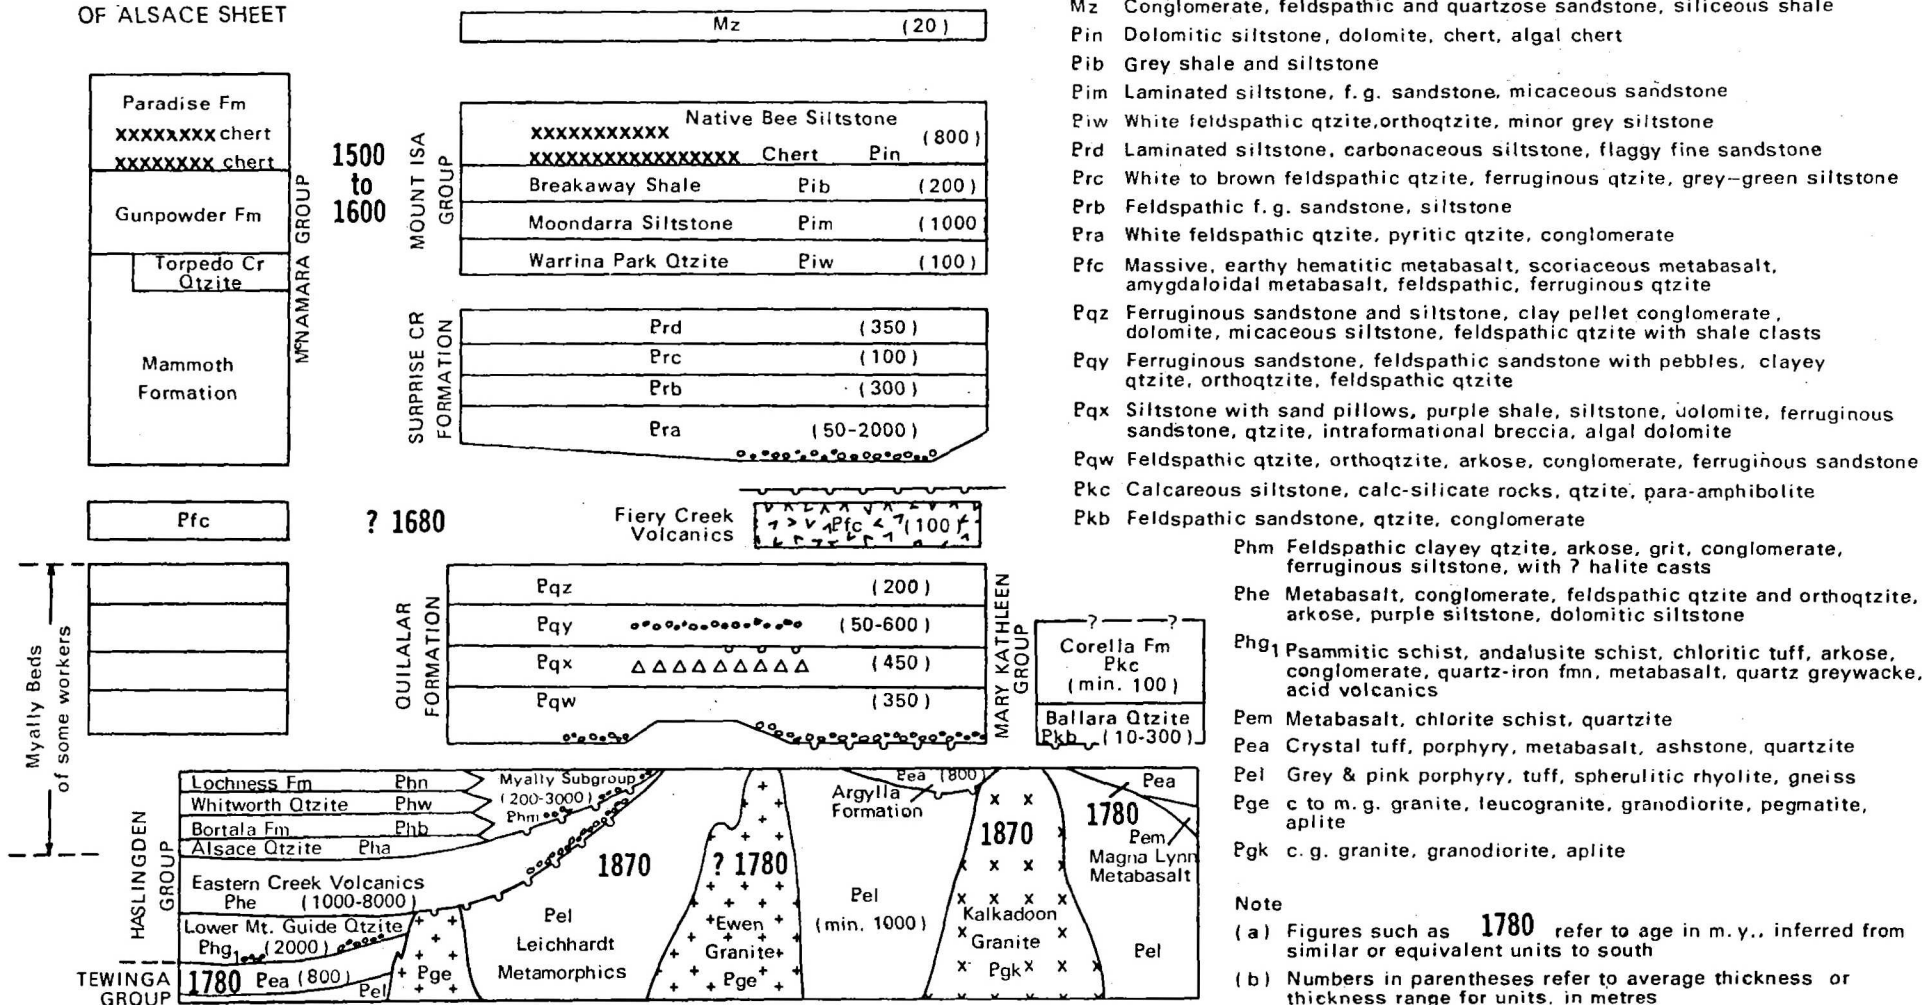 OF ALSACE SHEET
Mz (20)
Paradise Fm
xxxxxxxx chert
xxxxxxxx chert
Gunpowder Fm
Torpedo Cr
Qtzite
Mammoth
Formation
McNAMARA GROUP
1500
to
1600
MOUNT ISA
GROUP
Native Bee Siltstone
xxxxxxxxxxx
(800)
xxxxxxxxxxxxxxxxx Chert Pin
Breakaway Shale Pib (200)
Moondarra Siltstone Pim (1000
Warrina Park Qtzite Piw (100)
SURPRISE CR
FORMATION
Prd (350)
Prc (100)
Prb (300)
Pra (50-2000)
Pfc
? 1680
Fiery Creek
Volcanics
Pfc (100)
Myally Beds
of some workers
QUILALAR
FORMATION
Pqz (200)
Pqy (50-600)
Pqx (450)
Pqw (350)
MARY KATHLEEN
GROUP
? ?
Corella Fm
Pkc
(min. 100)
Ballara Qtzite
Pkb (10-300)
HASLINGDEN
GROUP
Lochness Fm Phn
Whitworth Qtzite Phw
Bortala Fm Phb
Alsace Qtzite Pha
Myally Subgroup
(200-3000)
Phm
Eastern Creek Volcanics
Phe (1000-8000)
Lower Mt. Guide Qtzite
Phg1 (2000)
TEWINGA
GROUP
1780 Pea (800)
Pel
Pge
1870
Pel
Leichhardt
Metamorphics
? 1780
Ewen
Granite
Pge
Pea (800)
Argylla
Formation
Pel
(min. 1000)
1870
Kalkadoon
Granite
Pgk
Pea
1780
Pem
Magna Lynn
Metabasalt
Pel
Mz Conglomerate, feldspathic and quartzose sandstone, siliceous shale
Pin Dolomitic siltstone, dolomite, chert, algal chert
Pib Grey shale and siltstone
Pim Laminated siltstone, f.g. sandstone, micaceous sandstone
Piw White feldspathic qtzite,orthoqtzite, minor grey siltstone
Prd Laminated siltstone, carbonaceous siltstone, flaggy fine sandstone
Prc White to brown feldspathic qtzite, ferruginous qtzite, grey-green siltstone
Prb Feldspathic f.g. sandstone, siltstone
Pra White feldspathic qtzite, pyritic qtzite, conglomerate
Pfc Massive, earthy hematitic metabasalt, scoriaceous metabasalt,
amygdaloidal metabasalt, feldspathic, ferruginous qtzite
Pqz Ferruginous sandstone and siltstone, clay pellet conglomerate,
dolomite, micaceous siltstone, feldspathic qtzite with shale clasts
Pqy Ferruginous sandstone, feldspathic sandstone with pebbles, clayey
qtzite, orthoqtzite, feldspathic qtzite
Pqx Siltstone with sand pillows, purple shale, siltstone, dolomite, ferruginous
sandstone, qtzite, intraformational breccia, algal dolomite
Pqw Feldspathic qtzite, orthoqtzite, arkose, conglomerate, ferruginous sandstone
Pkc Calcareous siltstone, calc-silicate rocks, qtzite, para-amphibolite
Pkb Feldspathic sandstone, qtzite, conglomerate
Phm Feldspathic clayey qtzite, arkose, grit, conglomerate,
ferruginous siltstone, with ? halite casts
Phe Metabasalt, conglomerate, feldspathic qtzite and orthoqtzite,
arkose, purple siltstone, dolomitic siltstone
Phg1 Psammitic schist, andalusite schist, chloritic tuff, arkose,
conglomerate, quartz-iron fmn, metabasalt, quartz greywacke,
acid volcanics
Pem Metabasalt, chlorite schist, quartzite
Pea Crystal tuff, porphyry, metabasalt, ashstone, quartzite
Pel Grey & pink porphyry, tuff, spherulitic rhyolite, gneiss
Pge c to m.g. granite, leucogranite, granodiorite, pegmatite,
aplite
Pgk c.g. granite, granodiorite, aplite
Note
(a) Figures such as 1780 refer to age in m.y., inferred from
similar or equivalent units to south
(b) Numbers in parentheses refer to average thickness or
thickness range for units, in metres